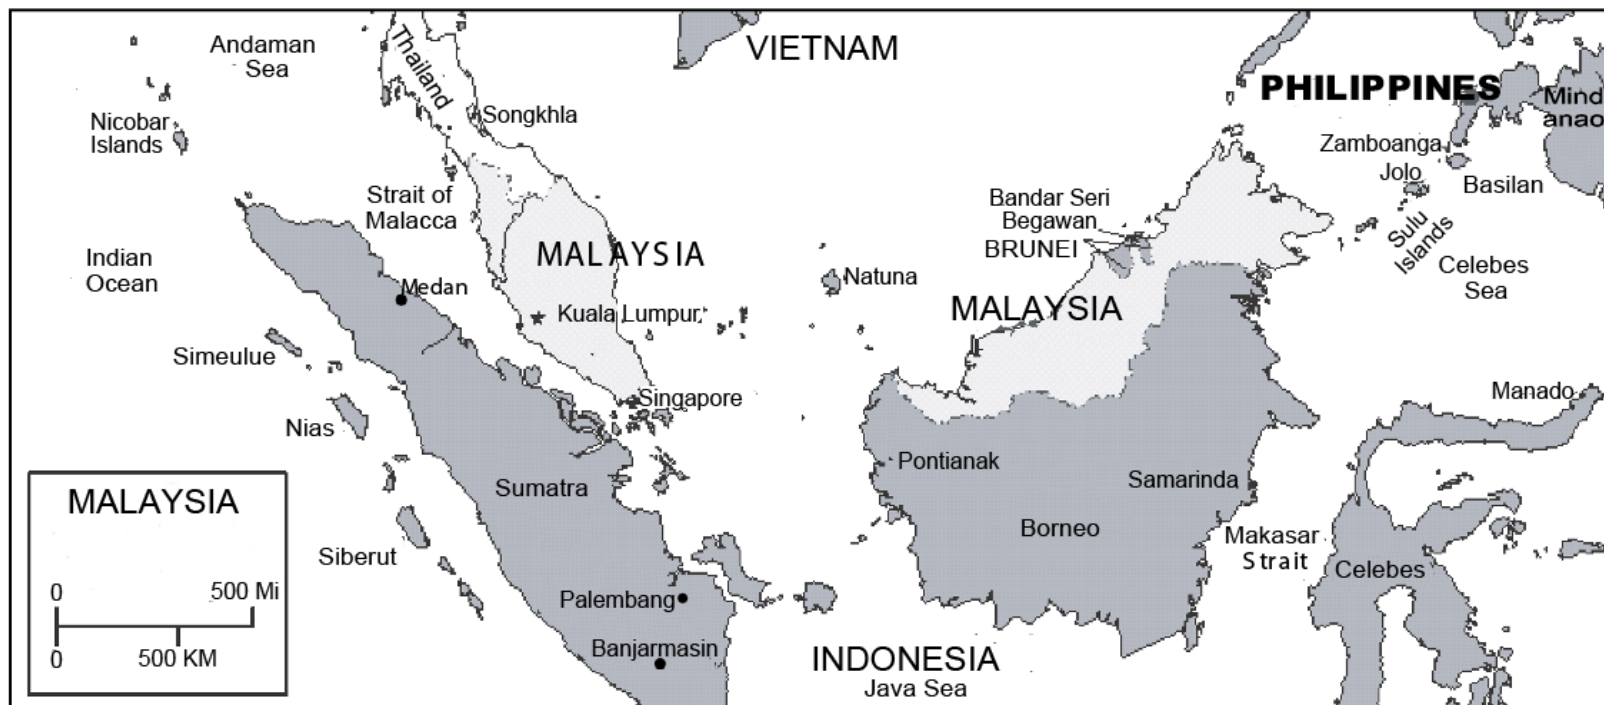 Andaman
Sea
Thailand
VIETNAM
PHILIPPINES
Mind
anao
Nicobar
Islands
Songkhla
Zamboanga
Jolo
Basilan
Strait of
Malacca
Bandar Seri
Begawan
BRUNEI
Sulu
Islands
Indian
Ocean
MALAYSIA
Medan
Natuna
Celebes
Sea
Kuala Lumpur
MALAYSIA
Simeulue
Singapore
Manado
Nias
Pontianak
Samarinda
Sumatra
Borneo
Makasar
Strait
Celebes
Siberut
Palembang
Banjarmasin
INDONESIA
Java Sea
MALAYSIA
0 500 Mi
0 500 KM